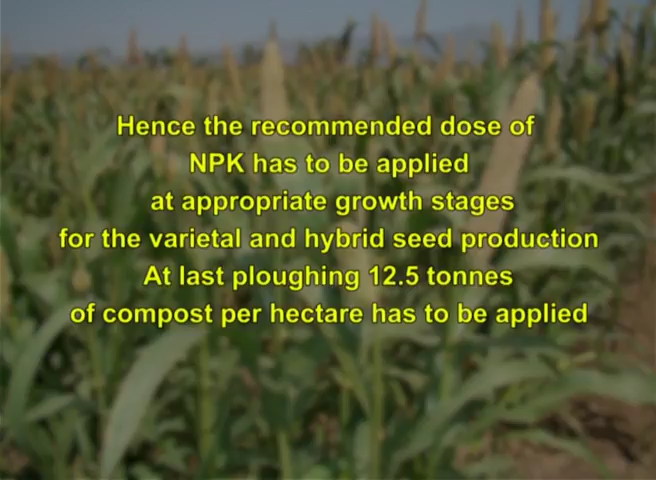 Hence the recommended dose of
NPK has to be applied
at appropriate growth stages
for the varietal and hybrid seed production
At last ploughing 12.5 tonnes
of compost per hectare has to be applied